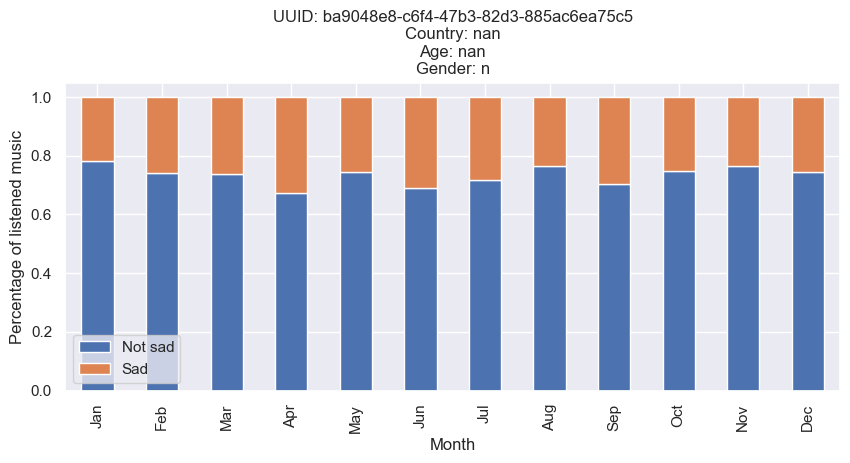 UUID: ba9048e8-c6f4-47b3-82d3-885ac6ea75c5
Country: nan
Age: nan
Gender: n
Percentage of listened music
1.0
0.8
0.6
0.4
0.2
0.0
Not sad
Sad
Jan
Feb
Mar
Apr
May
Jun
Jul
Aug
Sep
Oct
Nov
Dec
Month